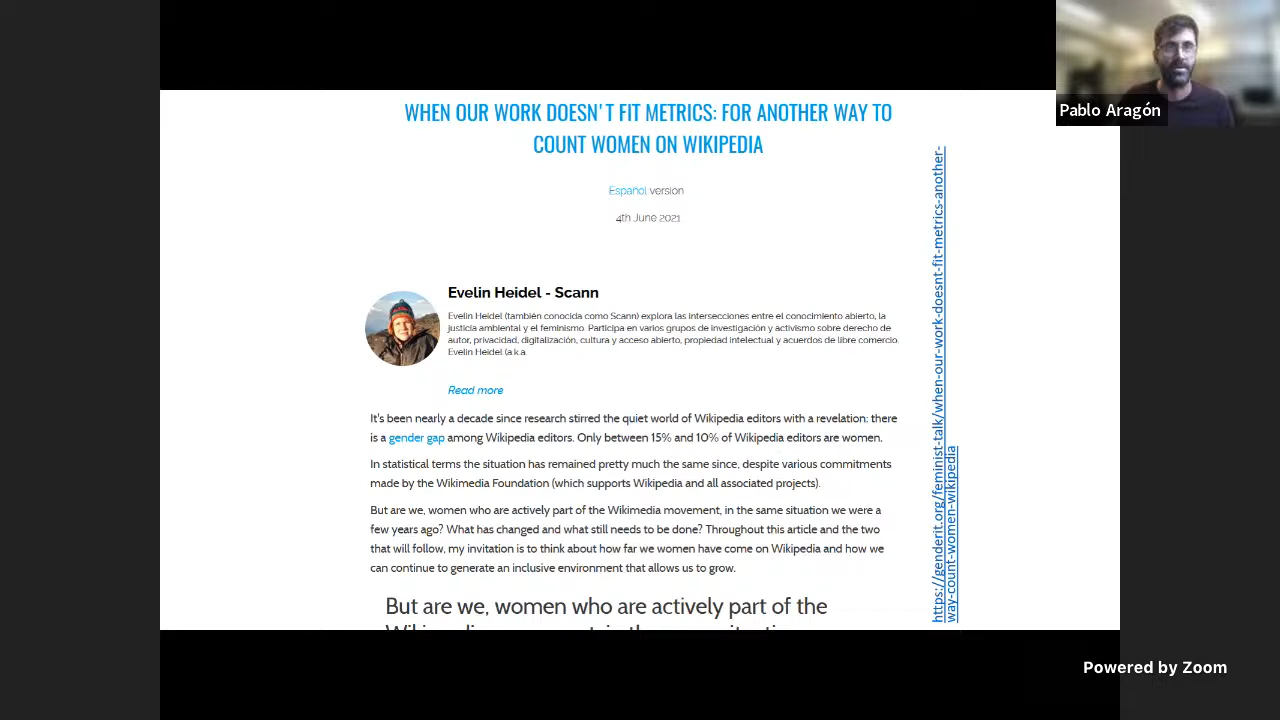 WHEN OUR WORK DOESN'T FIT METRICS: FOR ANOTHER WAY TO
COUNT WOMEN ON WIKIPEDIA
Español version
4th June 2021
Evelin Heidel - Scann
Evelin Heidel (también conocida como Scann) explora las intersecciones entre el conocimiento abierto, la
justicia ambiental y el feminismo. Participa en varios grupos de investigación y activismo sobre derecho de
autor, privacidad, digitalización, cultura y acceso abierto, propiedad intelectual y acuerdos de libre comercio.
Evelin Heidel (a.k.a.
Read more
It's been nearly a decade since research stirred the quiet world of Wikipedia editors with a revelation: there
is a gender gap among Wikipedia editors. Only between 15% and 10% of Wikipedia editors are women.
In statistical terms the situation has remained pretty much the same since, despite various commitments
made by the Wikimedia Foundation (which supports Wikipedia and all associated projects).
But are we, women who are actively part of the Wikimedia movement, in the same situation we were a
few years ago? What has changed and what still needs to be done? Throughout this article and the two
that will follow, my invitation is to think about how far we women have come on Wikipedia and how we
can continue to generate an inclusive environment that allows us to grow.
But are we, women who are actively part of the
https://genderit.org/feminist-talk/when-our-work-doesnt-fit-metrics-another-
way-count-women-wikipedia
Pablo Aragón
Powered by Zoom